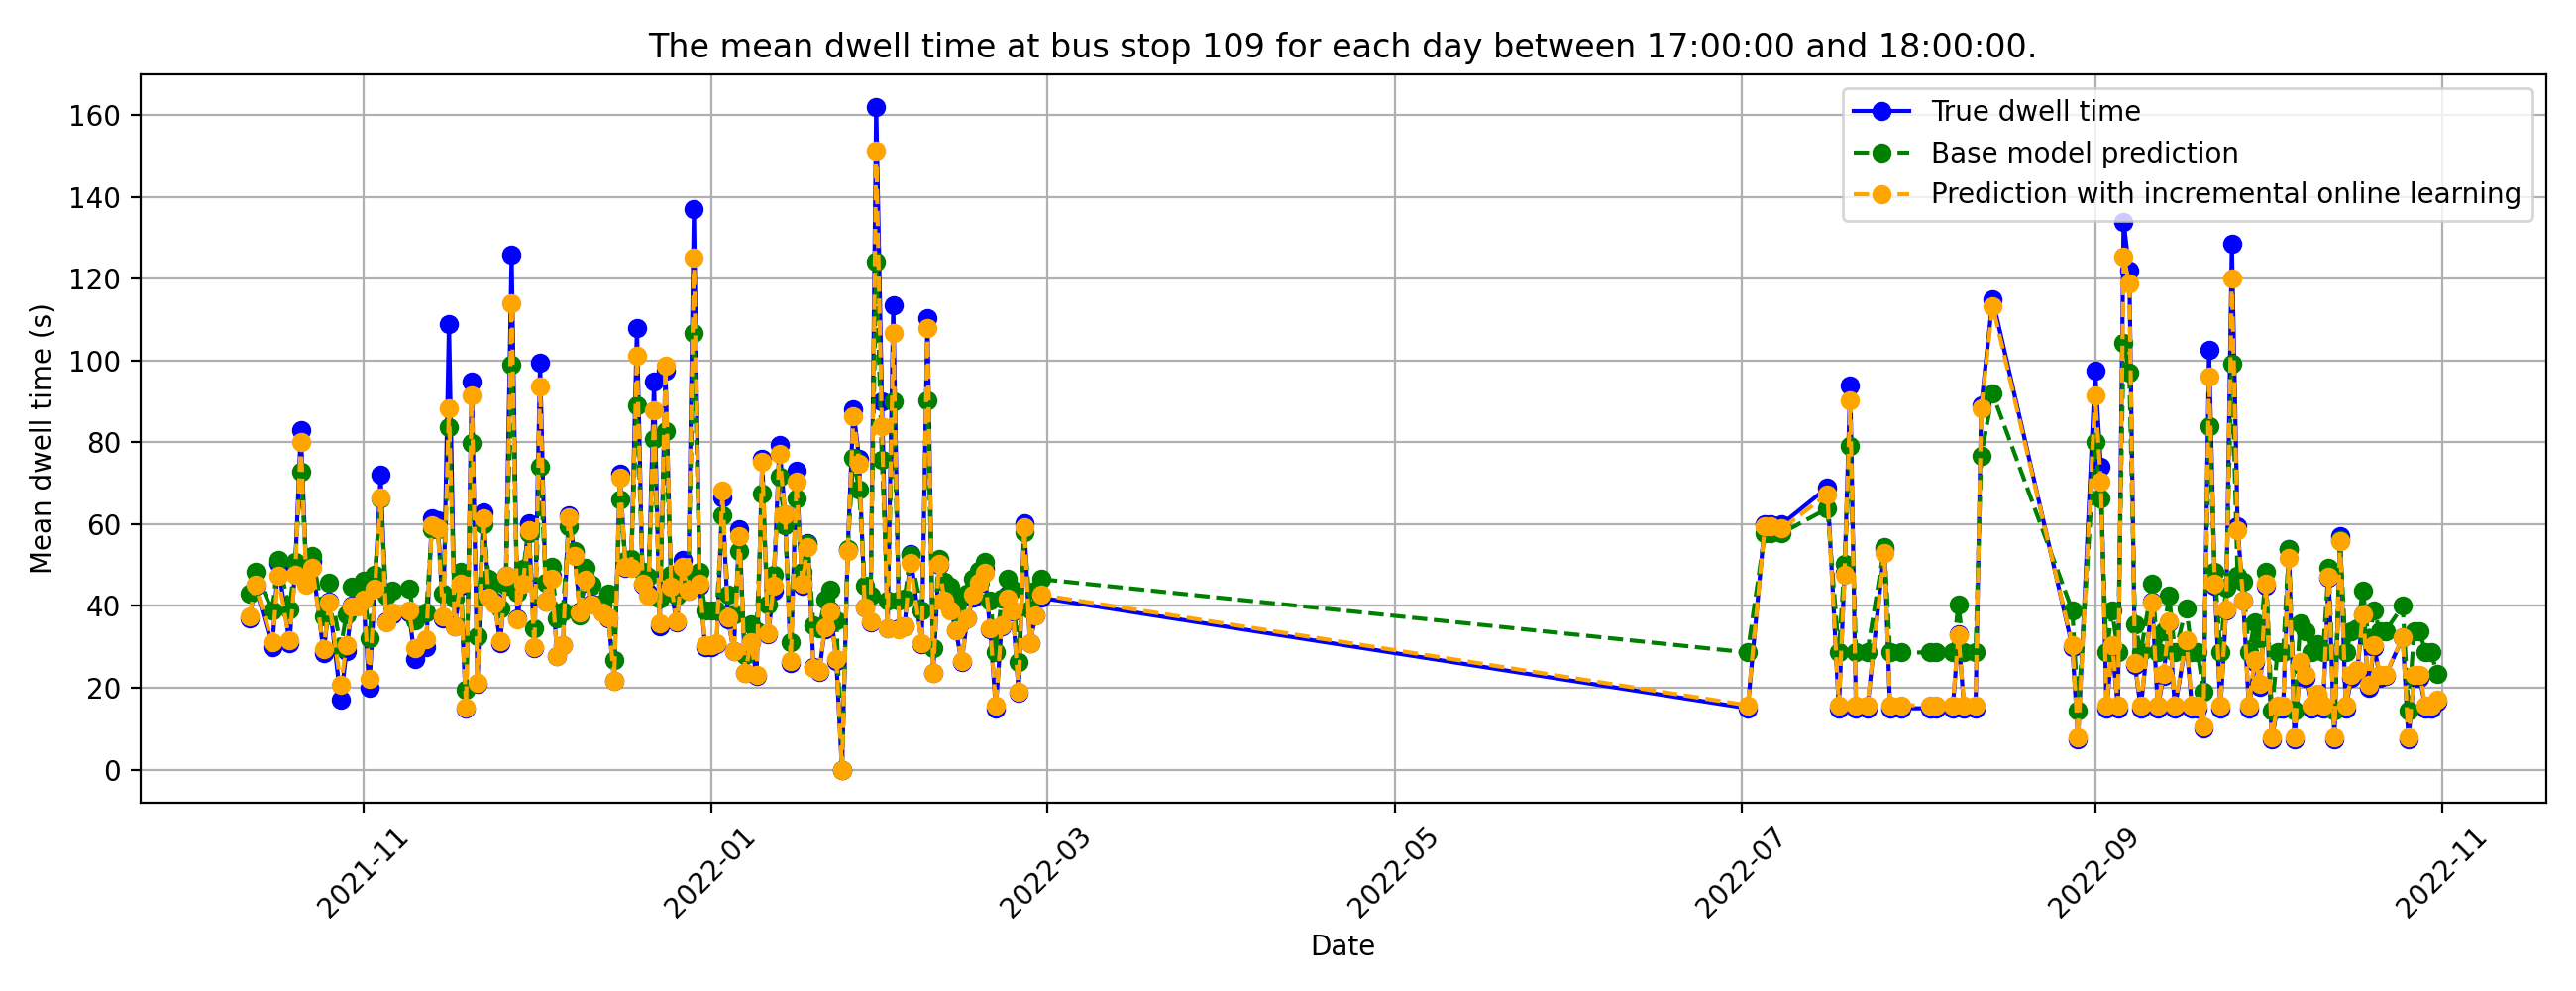 The mean dwell time at bus stop 109 for each day between 17:00:00 and 18:00:00.
True dwell time
Base model prediction
Prediction with incremental online learning
Mean dwell time (s)
160
140
120
100
80
60
40
20
0
2021-11
2022-01
2022-03
2022-05
2022-07
2022-09
2022-11
Date